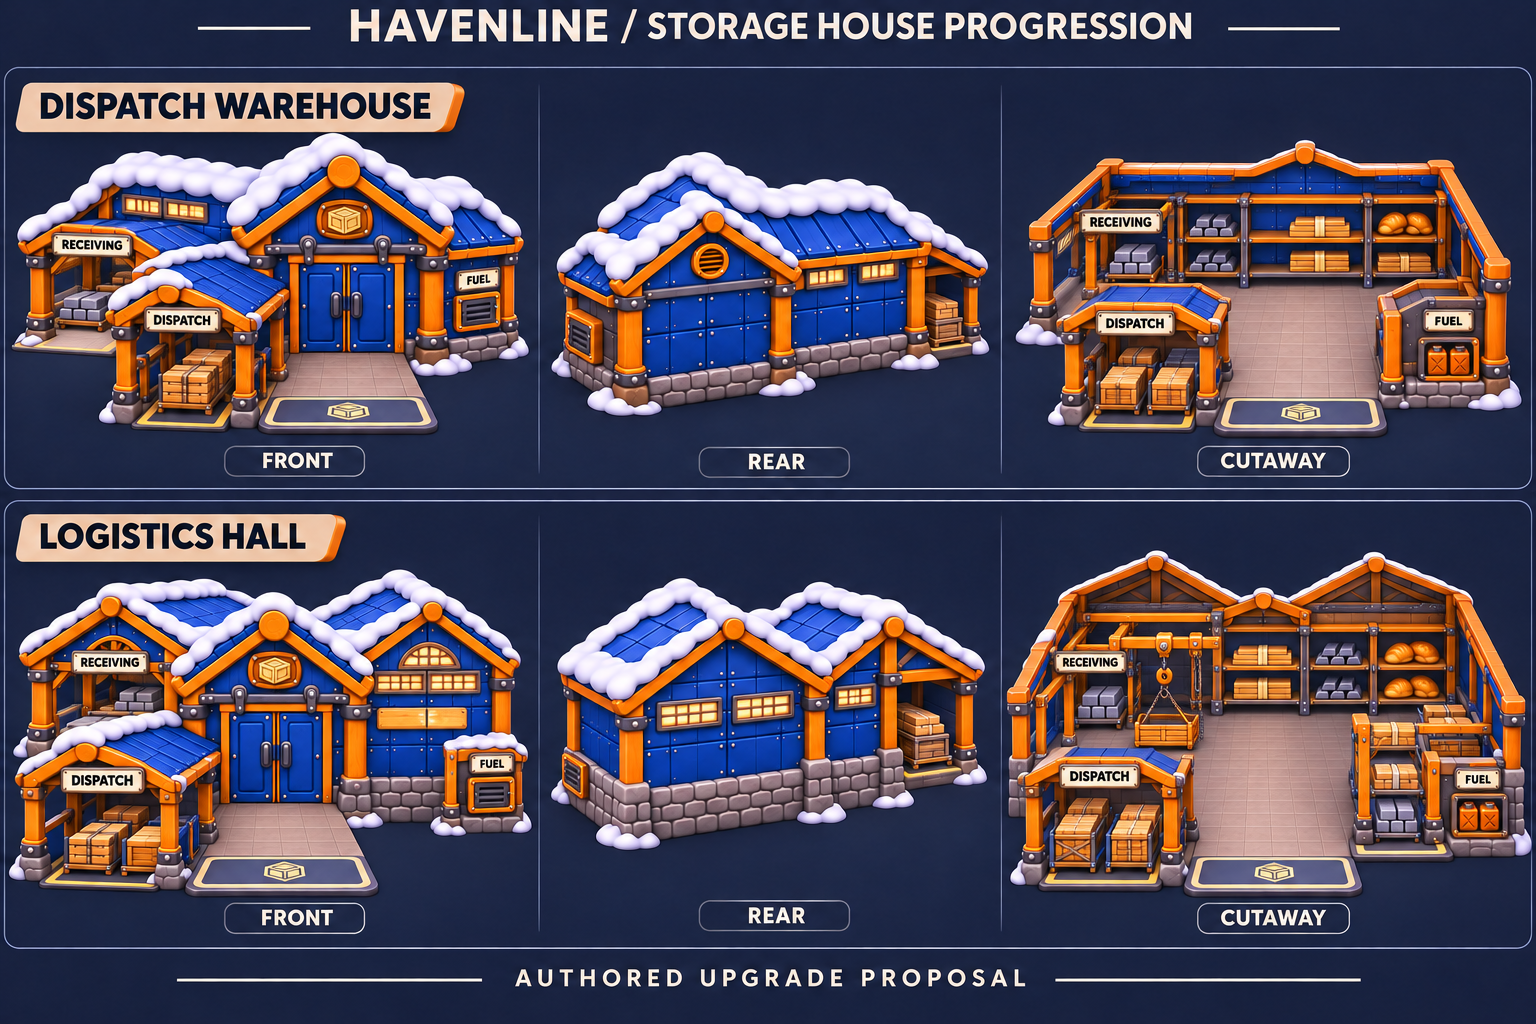 HAVENLINE / STORAGE HOUSE PROGRESSION
DISPATCH WAREHOUSE
RECEIVING
DISPATCH
FUEL
FRONT
REAR
RECEIVING
DISPATCH
FUEL
CUTAWAY
LOGISTICS HALL
RECEIVING
DISPATCH
FUEL
FRONT
REAR
RECEIVING
DISPATCH
FUEL
CUTAWAY
AUTHORED UPGRADE PROPOSAL